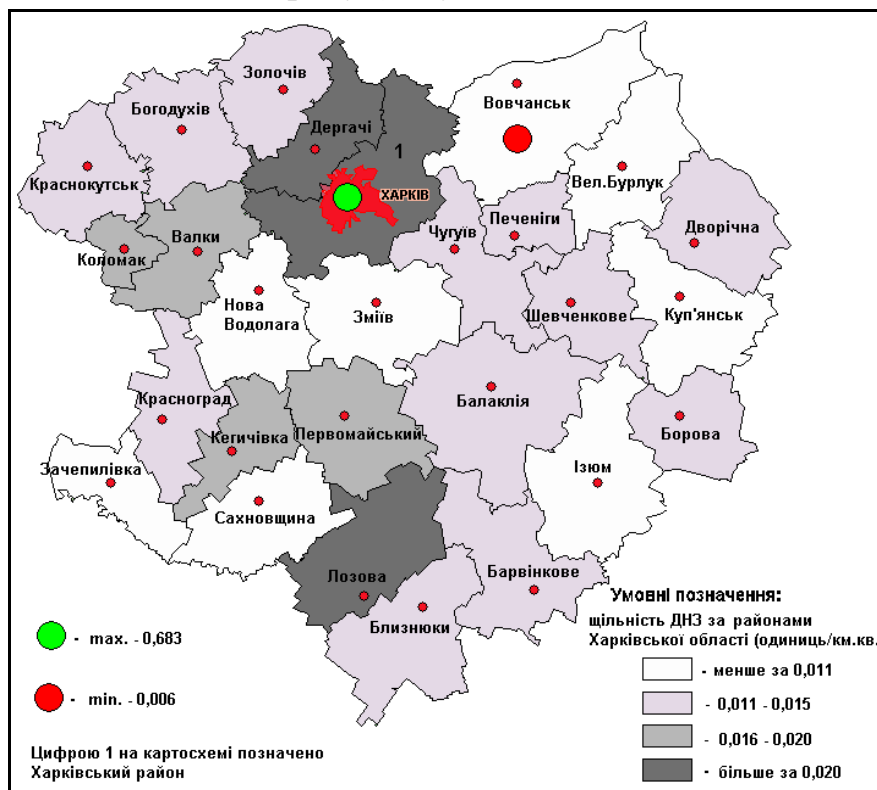 Золочів
Богодухів
Вовчанськ
Дергачі
1
Краснокутськ
Вел.Бурлук
ХАРКІВ
Печеніги
Дворічна
Чугуїв
Валки
Коломак
Нова
Водолага
Зміїв
Шевченкове
Куп'янськ
Красноград
Балаклія
Кегичівка
Первомайський
Борова
Зачепилівка
Ізюм
Сахновщина
Лозова
Барвінкове
Близнюки
Умовні позначення:
щільність ДНЗ за районами
Харківської області (одиниць/км.кв.
- менше за 0,011
- 0,011 - 0,015
- 0,016 - 0,020
- більше за 0,020
- max. - 0,683
- min. - 0,006
Цифрою 1 на картосхемі позначено
Харківський район